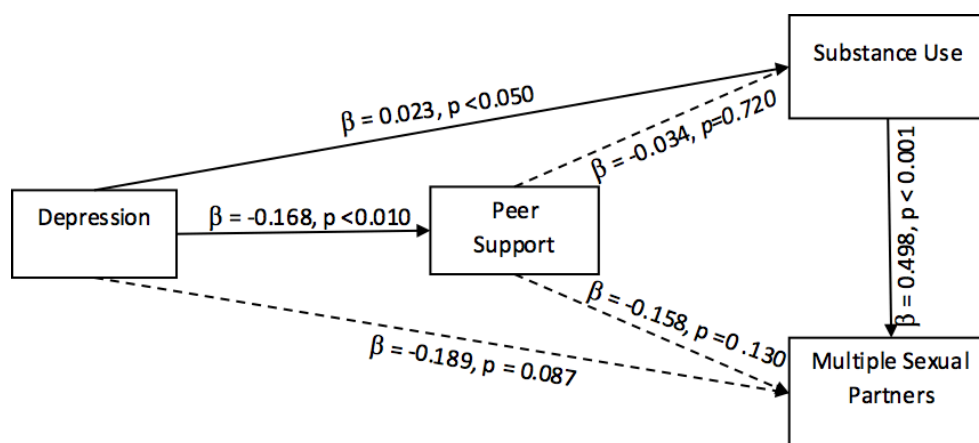 Substance Use
β = 0.023, p <0.050
β = -0.034, p=0.720
Depression
β = -0.168, p <0.010
Peer
Support
β = 0.498, p < 0.001
β = -0.158, p =0 .130
β = -0.189, p = 0.087
Multiple Sexual
Partners